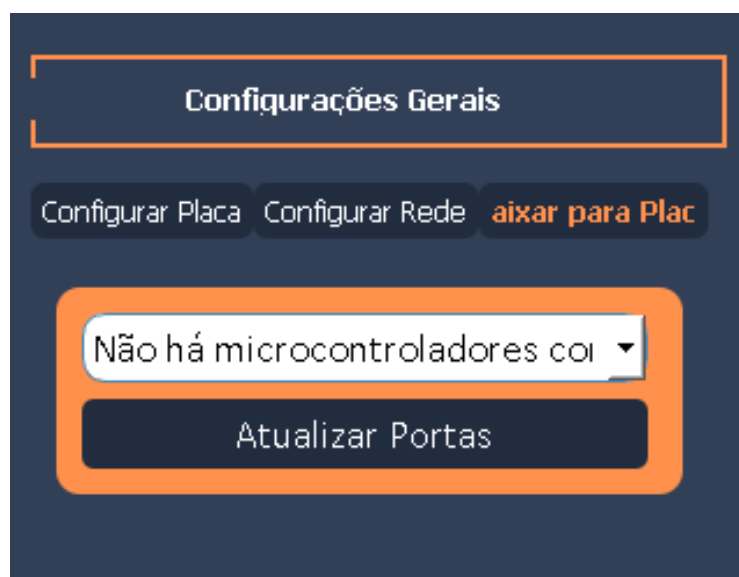 Configurações Gerais
Configurar Placa Configurar Rede aixar para Plac
Não há microcontroladores co
Atualizar Portas